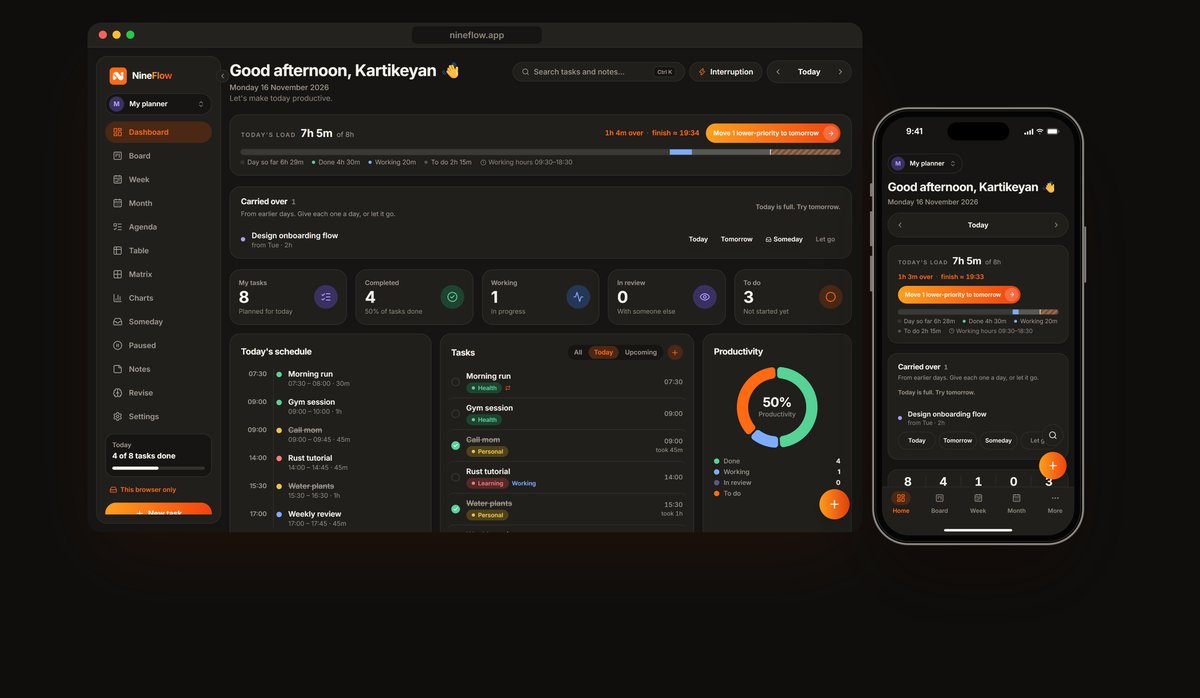 nineflow.app
NineFlow
M My planner
Dashboard
Board
Week
Month
Agenda
Table
Matrix
Charts
Someday
Paused
Notes
Revise
Settings
Today
4 of 8 tasks done
This browser only
+ New task
Good afternoon, Kartikeyan 👋
Monday 16 November 2026
Let's make today productive.
Search tasks and notes... Ctrl K
Interruption
Today
TODAY'S LOAD 7h 5m of 8h
1h 4m over · finish ≈ 19:34
Move 1 lower-priority to tomorrow
Day so far 6h 29m Done 4h 30m Working 20m To do 2h 15m Working hours 09:30–18:30
Carried over 1
From earlier days. Give each one a day, or let it go.
Today is full. Try tomorrow.
Design onboarding flow
from Tue · 2h
Today Tomorrow Someday Let go
My tasks
8
Planned for today
Completed
4
50% of tasks done
Working
1
In progress
In review
0
With someone else
To do
3
Not started yet
Today's schedule
07:30 Morning run
07:30 – 08:00 · 30m
09:00 Gym session
09:00 – 10:00 · 1h
09:00 Call mom
09:00 – 09:45 · 45m
14:00 Rust tutorial
14:00 – 14:45 · 45m
15:30 Water plants
15:30 – 16:30 · 1h
17:00 Weekly review
17:00 – 17:45 · 45m
Tasks
All Today Upcoming +
Morning run
Health
07:30
Gym session
Health
09:00
Call mom
Personal
09:00
took 45m
Rust tutorial
Learning Working
14:00
Water plants
Personal
15:30
took 1h
Productivity
50%
Productivity
Done 4
Working 1
In review 0
To do
+
9:41
M My planner
Good afternoon, Kartikeyan 👋
Monday 16 November 2026
Today
TODAY'S LOAD 7h 5m of 8h
1h 3m over · finish ≈ 19:33
Move 1 lower-priority to tomorrow
Day so far 6h 28m Done 4h 30m Working 20m
To do 2h 15m Working hours 09:30–18:30
Carried over 1
From earlier days. Give each one a day, or let it go.
Today is full. Try tomorrow.
Design onboarding flow
from Tue · 2h
Today Tomorrow Someday Let
+
8 4 1 0 3
Home Board Week Month More